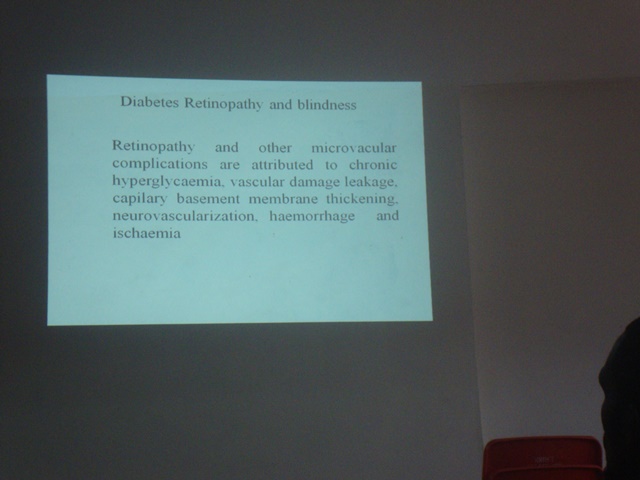 Diabetes Retinopathy and blindness
Retinopathy and other microvacular
complications are attributed to chronic
hyperglycaemia, vascular damage leakage,
capilary basement membrane thickening,
neurovascularization, haemorrhage and
ischaemia